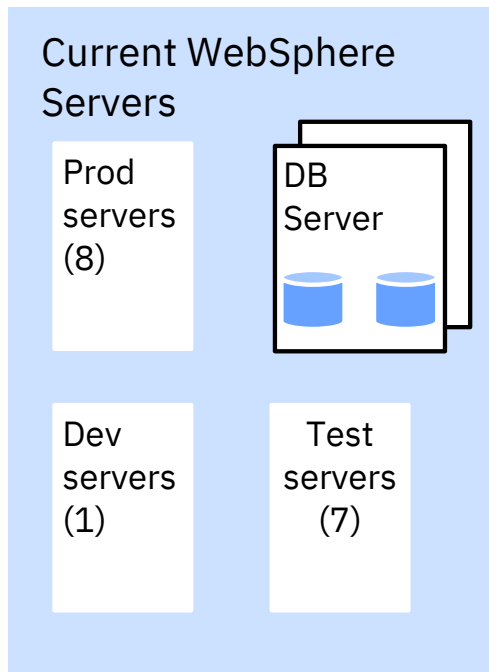 Current WebSphere
Servers
Prod
servers
(8)
DB
Server
Dev
servers
(1)
Test
servers
(7)